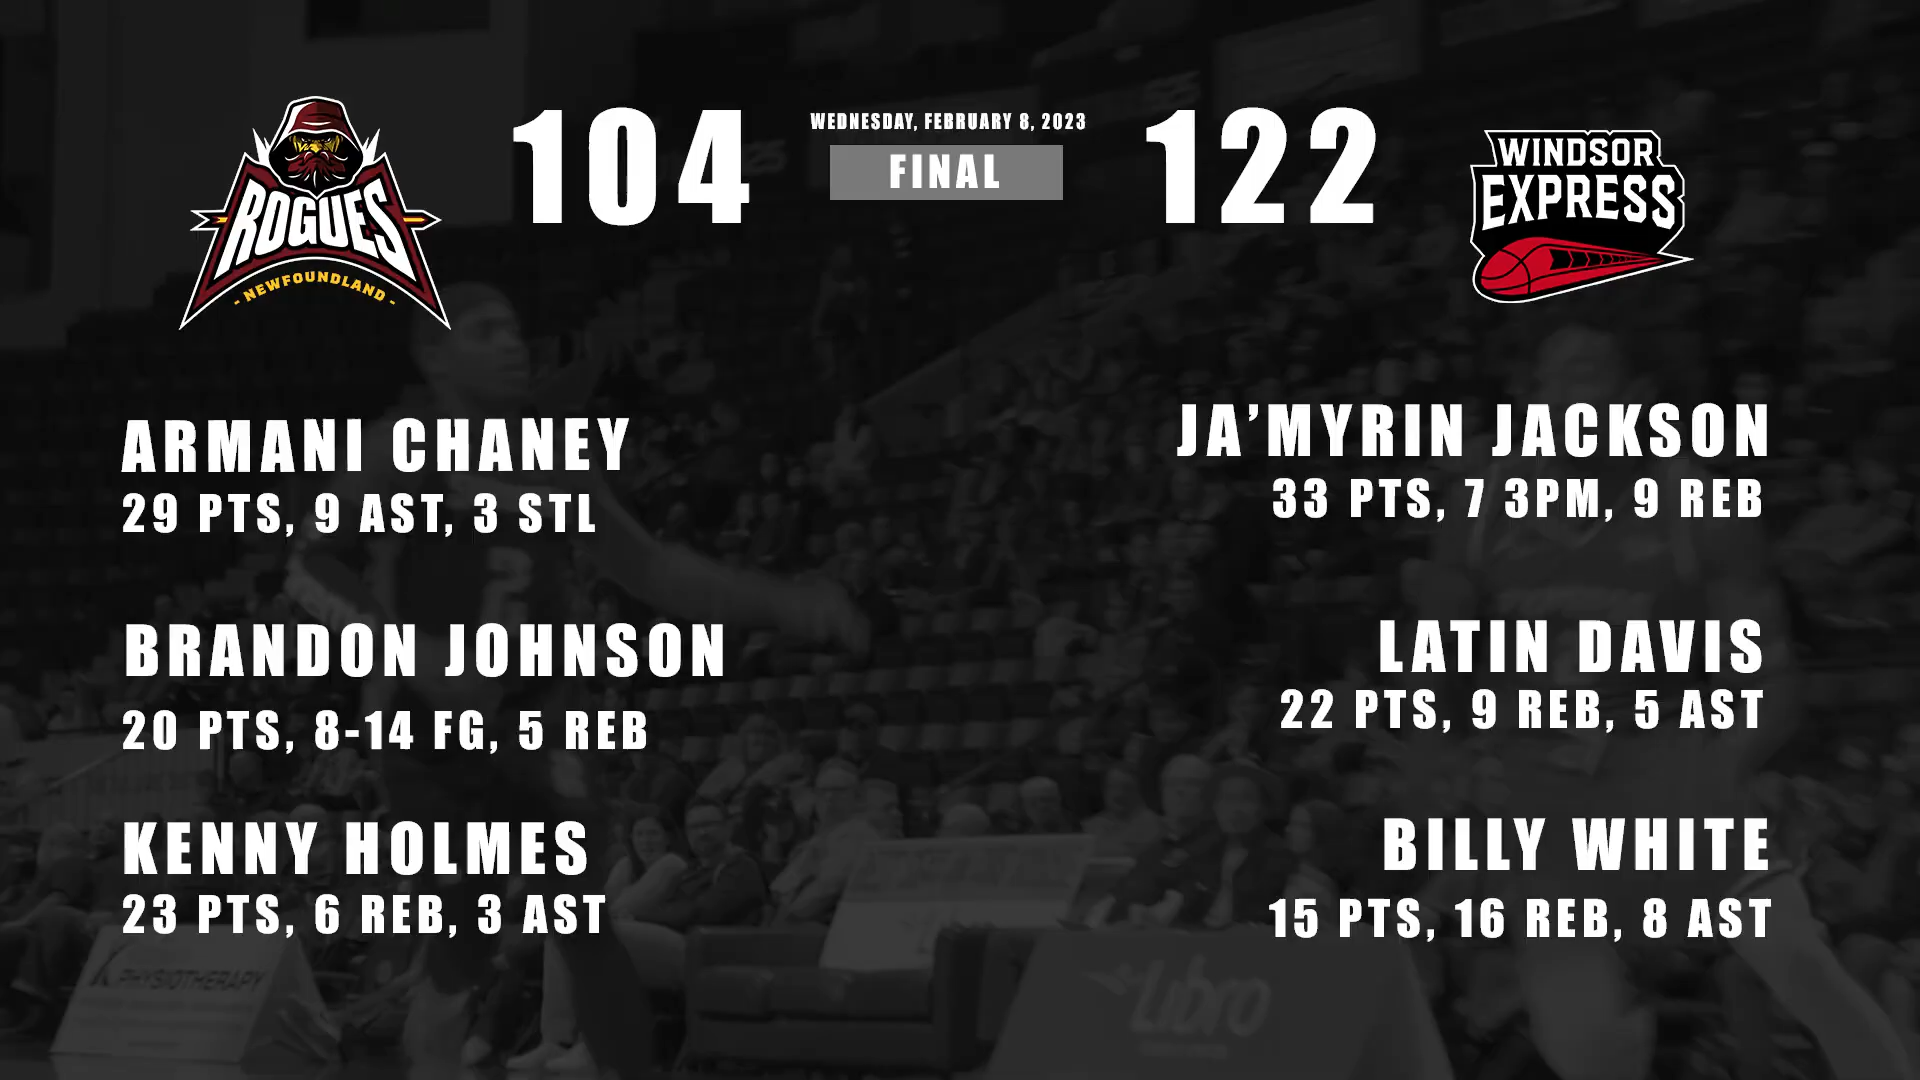 ROGUES
- NEWFOUNDLAND -
104
WEDNESDAY, FEBRUARY 8, 2023
FINAL
122
WINDSOR
EXPRESS
ARMANI CHANEY
29 PTS, 9 AST, 3 STL
BRANDON JOHNSON
20 PTS, 8-14 FG, 5 REB
KENNY HOLMES
23 PTS, 6 REB, 3 AST
JA’MYRIN JACKSON
33 PTS, 7 3PM, 9 REB
LATIN DAVIS
22 PTS, 9 REB, 5 AST
BILLY WHITE
15 PTS, 16 REB, 8 AST
PHYSIOTHERAPY
Libro